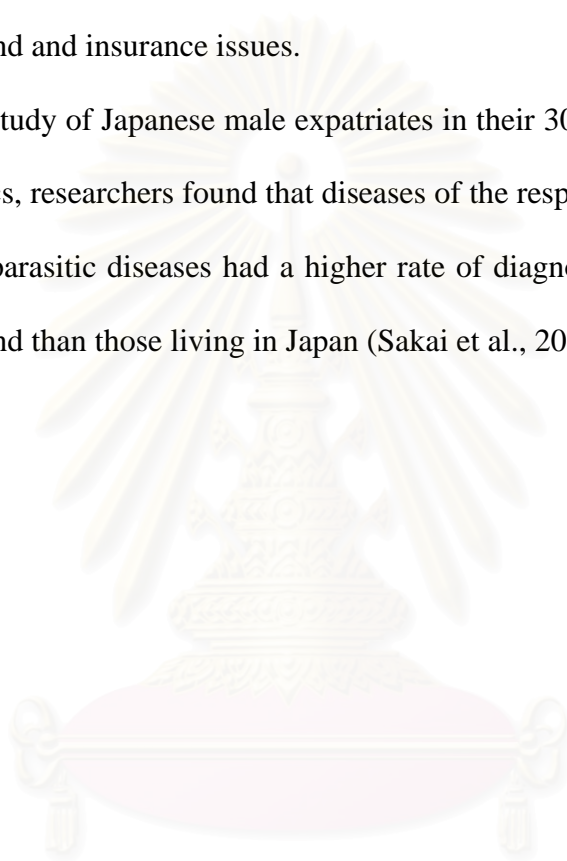 nd and insurance issues.
tudy of Japanese male expatriates in their 30
s, researchers found that diseases of the resp
parasitic diseases had a higher rate of diagno
nd than those living in Japan (Sakai et al., 20